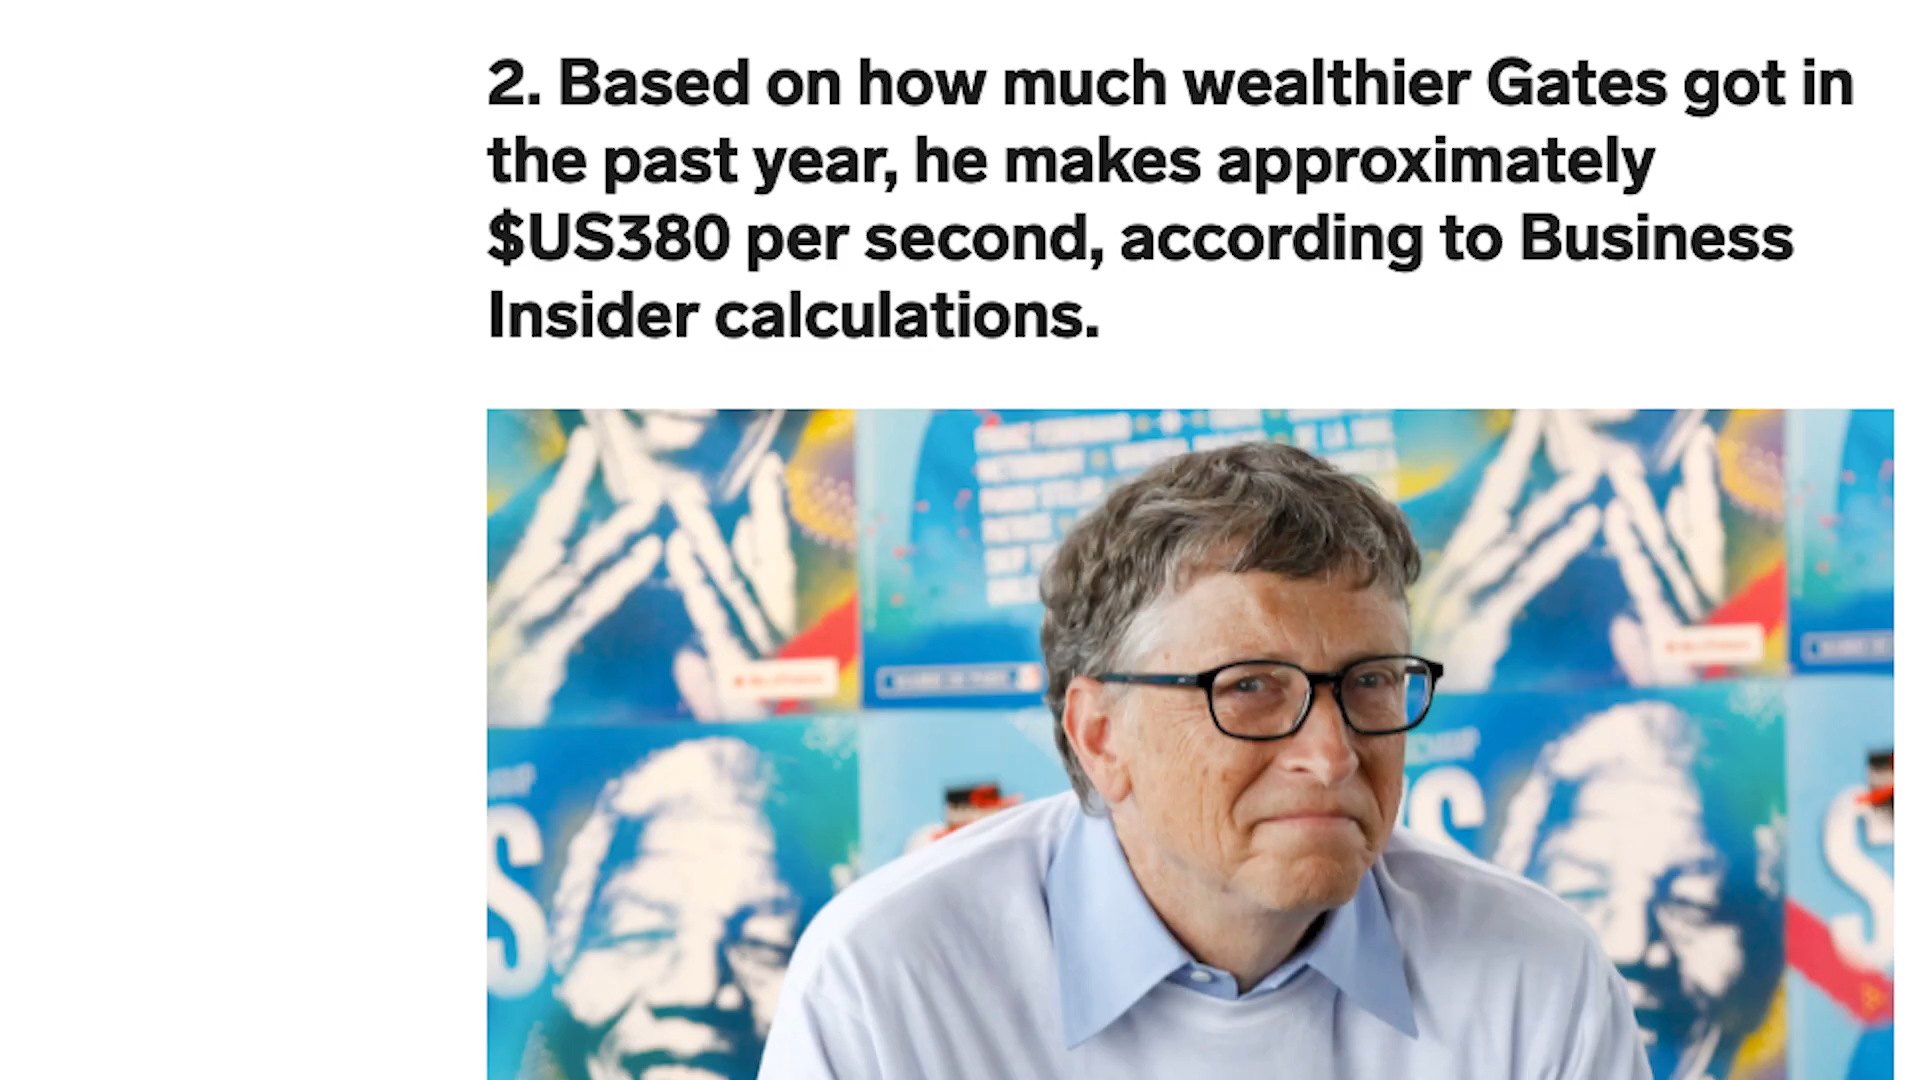 2. Based on how much wealthier Gates got in
the past year, he makes approximately
$US380 per second, according to Business
Insider calculations.